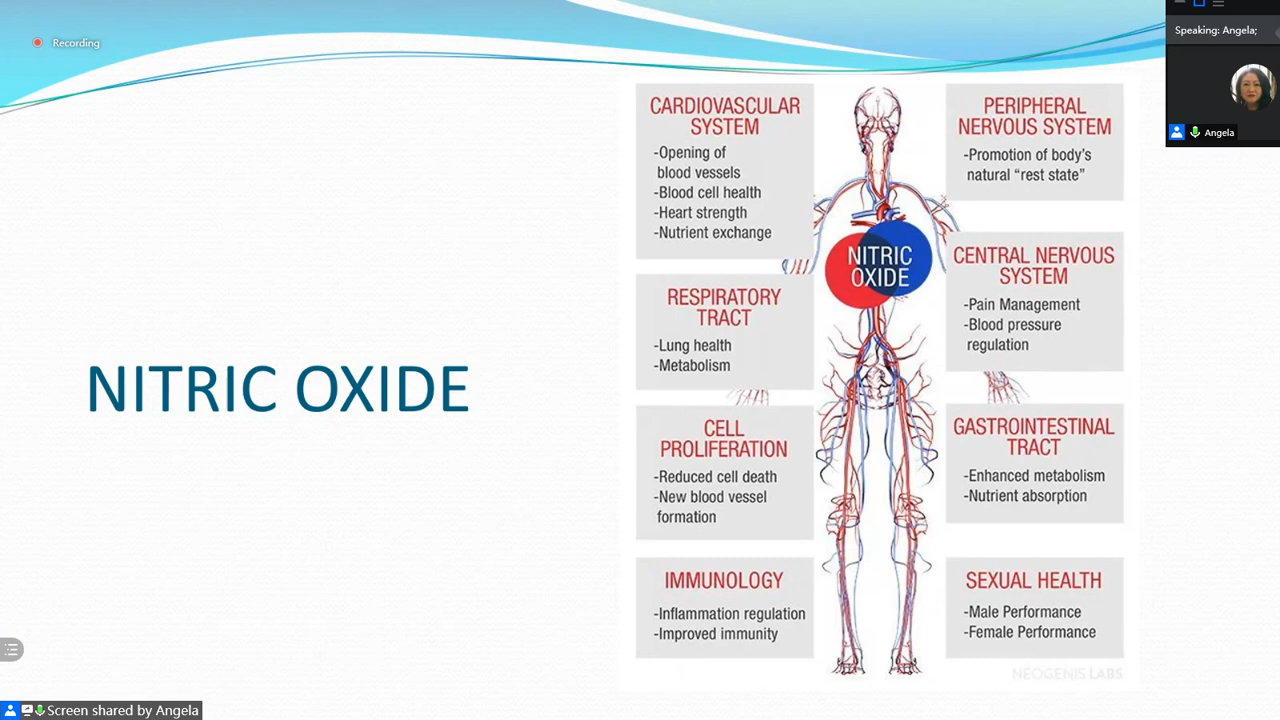 Recording
Speaking: Angela;
Angela
NITRIC OXIDE
CARDIOVASCULAR
SYSTEM
-Opening of
blood vessels
-Blood cell health
-Heart strength
-Nutrient exchange
RESPIRATORY
TRACT
-Lung health
-Metabolism
CELL
PROLIFERATION
-Reduced cell death
-New blood vessel
formation
IMMUNOLOGY
-Inflammation regulation
-Improved immunity
NITRIC
OXIDE
PERIPHERAL
NERVOUS SYSTEM
-Promotion of body's
natural “rest state”
CENTRAL NERVOUS
SYSTEM
-Pain Management
-Blood pressure
regulation
GASTROINTESTINAL
TRACT
-Enhanced metabolism
-Nutrient absorption
SEXUAL HEALTH
-Male Performance
-Female Performance
NEOGENIS LABS
Screen shared by Angela